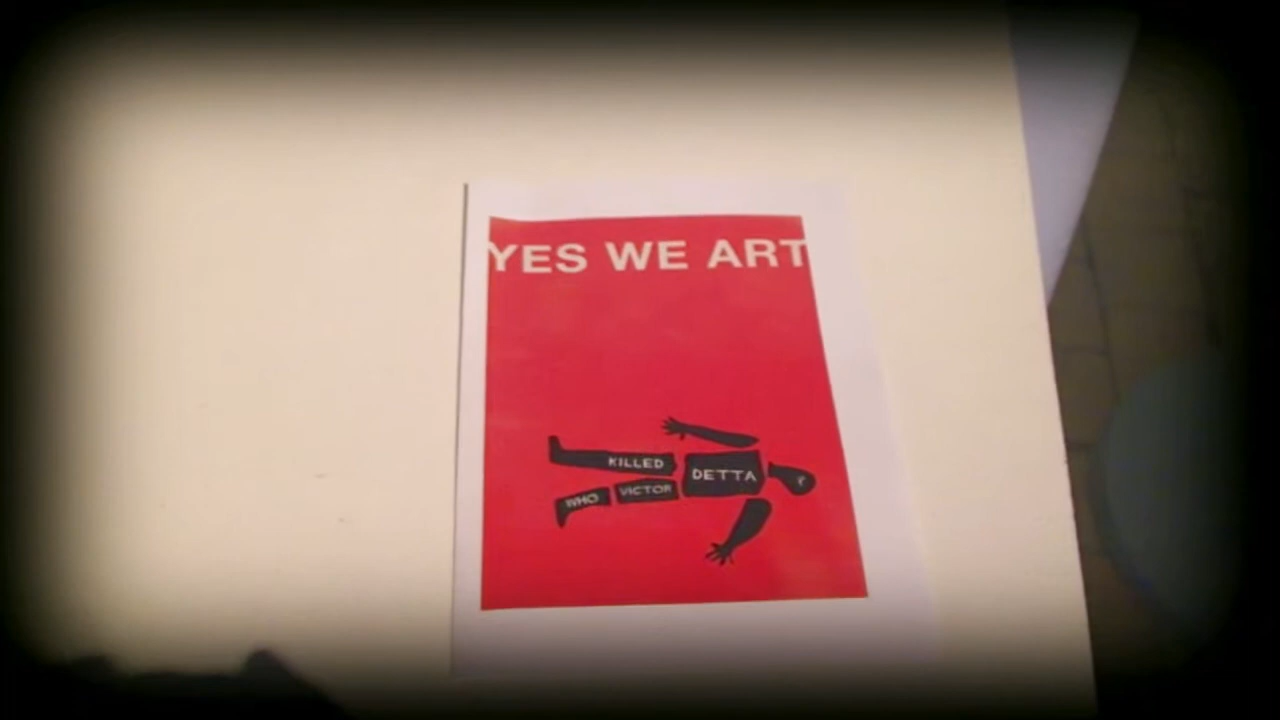 YES WE ART
KILLED
DETTA
WHO VICTOR
?